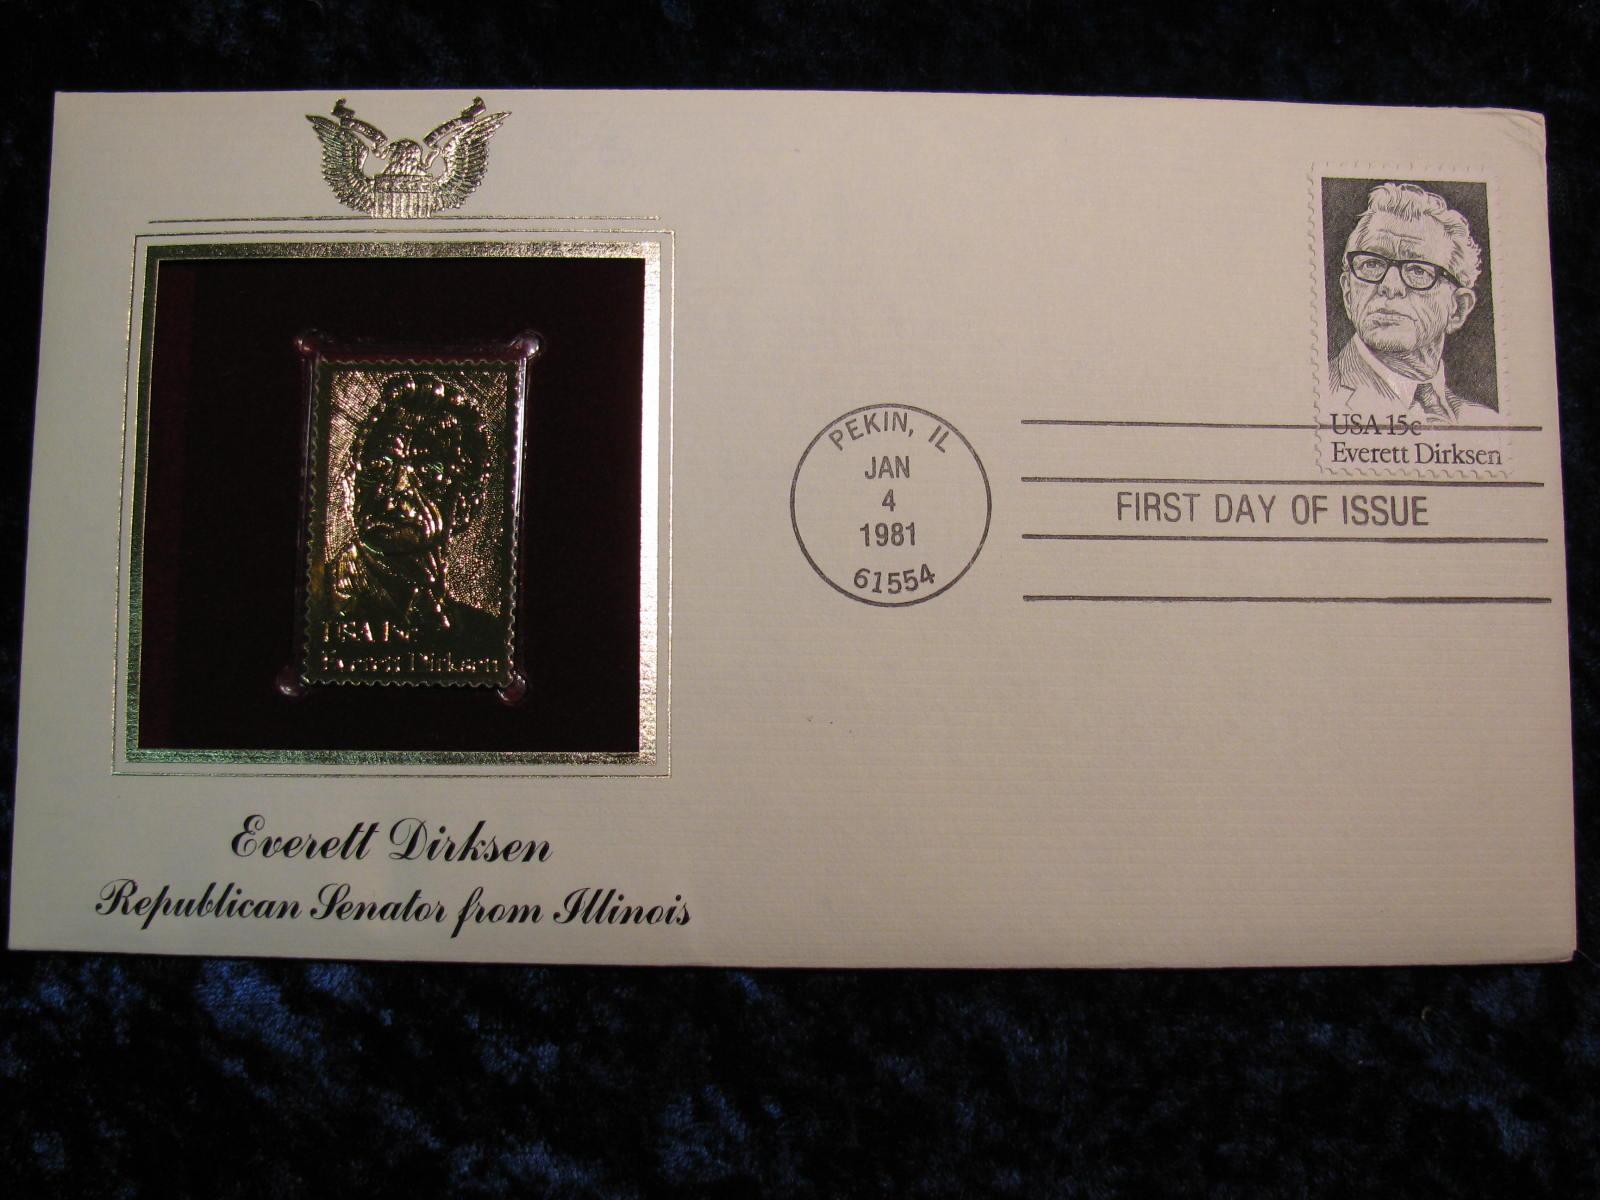 USA 15c
Everett Dirksen
PEKIN, IL
JAN
4
1981
61554
FIRST DAY OF ISSUE
USA 15c
Everett Dirksen
Everett Dirksen
Republican Senator from Illinois